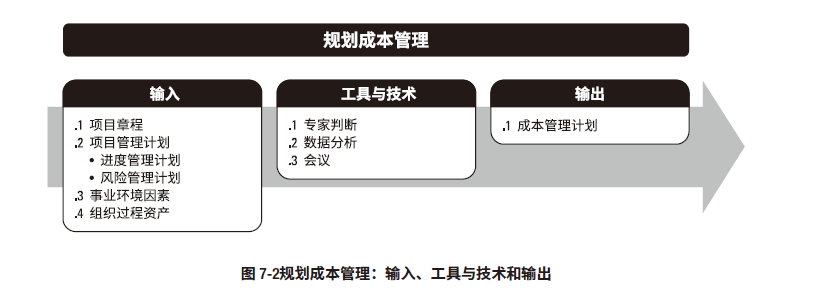 规划成本管理
输入
.1 项目章程
.2 项目管理计划
• 进度管理计划
• 风险管理计划
.3 事业环境因素
.4 组织过程资产
工具与技术
.1 专家判断
.2 数据分析
.3 会议
输出
.1 成本管理计划
图 7-2规划成本管理：输入、工具与技术和输出